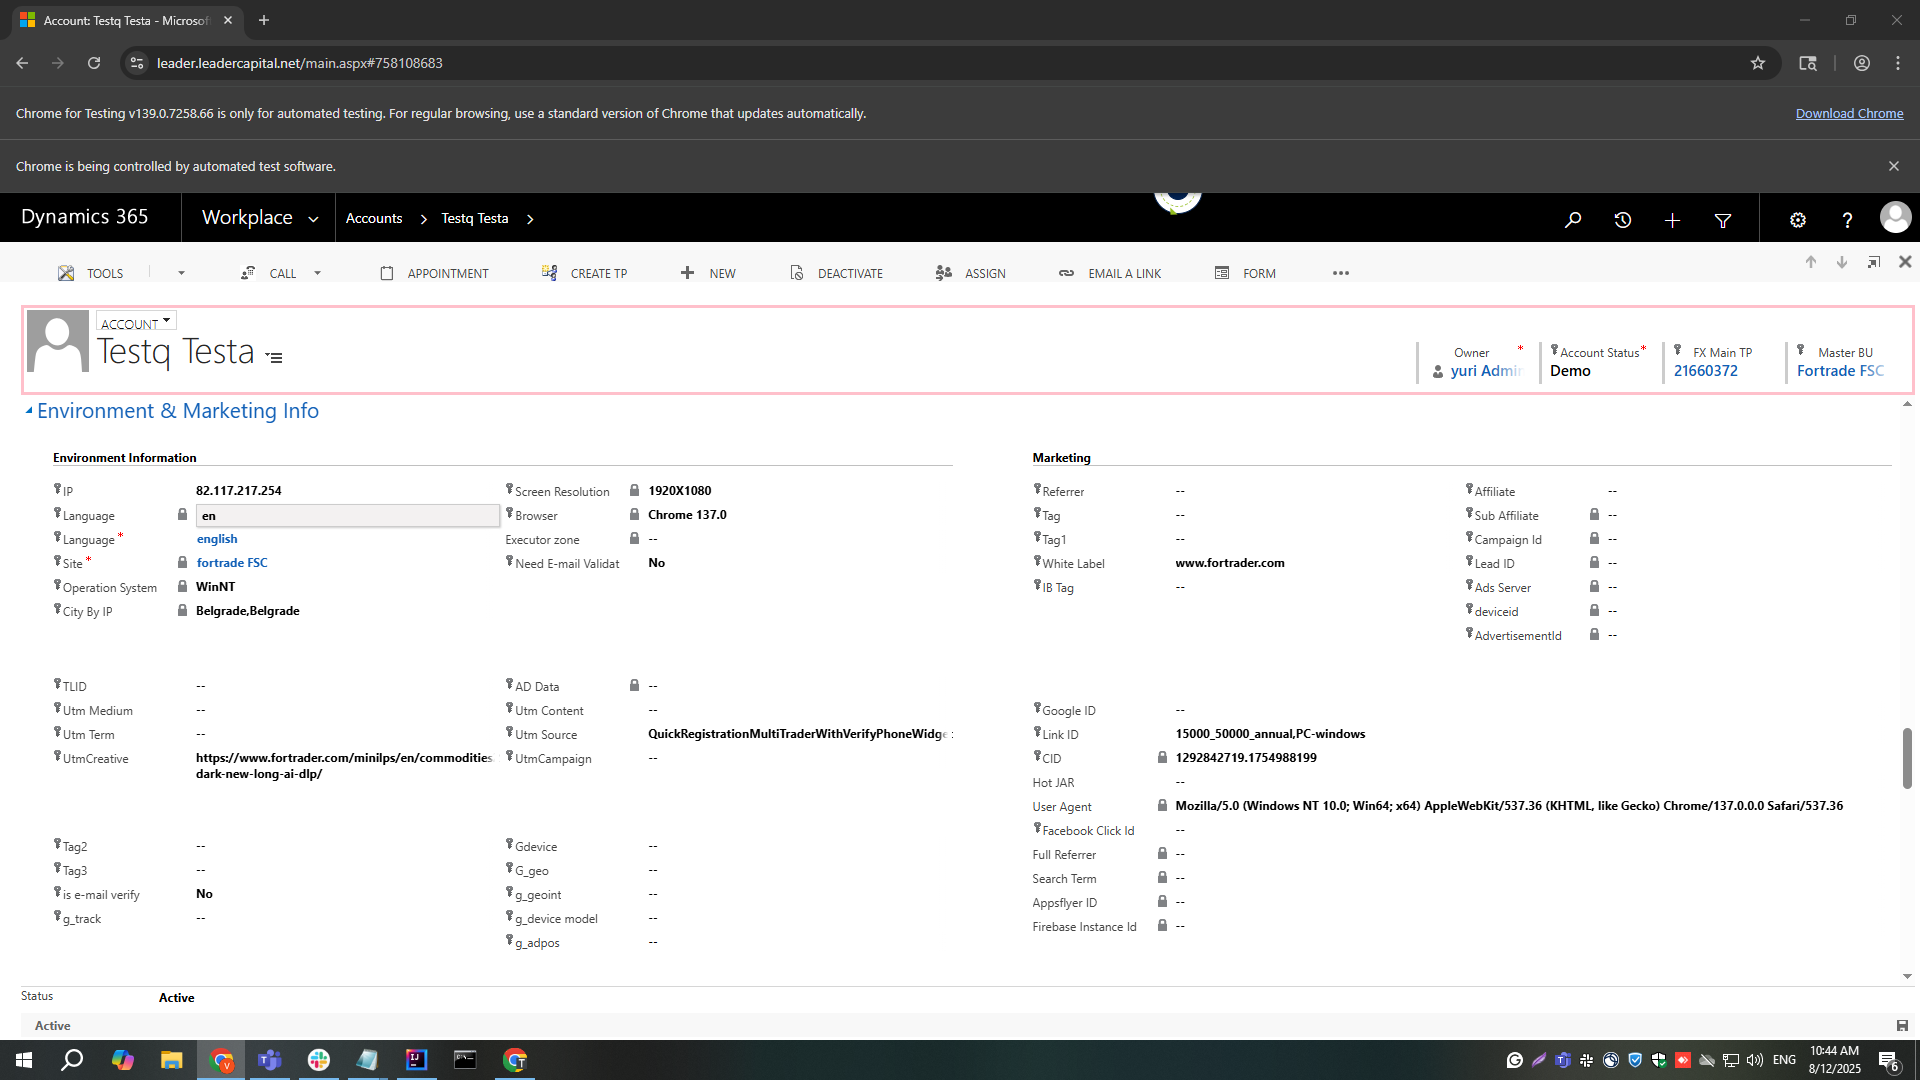 Account: Testq Testa - Microsof
leader.leadercapital.net/main.aspx#758108683
Chrome for Testing v139.0.7258.66 is only for automated testing. For regular browsing, use a standard version of Chrome that updates automatically.
Download Chrome
Chrome is being controlled by automated test software.
Dynamics 365
Workplace
Accounts
Testq Testa
TOOLS
CALL
APPOINTMENT
CREATE TP
NEW
DEACTIVATE
ASSIGN
EMAIL A LINK
FORM
ACCOUNT
Testq Testa
Owner *
yuri Admi
Account Status *
Demo
FX Main TP
21660372
Master BU
Fortrade FSC
Environment & Marketing Info
Environment Information
IP 82.117.217.254
Language en
Language * english
Site * fortrade FSC
Operation System WinNT
City By IP Belgrade,Belgrade
Screen Resolution 1920X1080
Browser Chrome 137.0
Executor zone --
Need E-mail Validat No
TLID --
Utm Medium --
Utm Term --
UtmCreative https://www.fortrader.com/minilps/en/commodities
dark-new-long-ai-dlp/
AD Data --
Utm Content --
Utm Source QuickRegistrationMultiTraderWithVerifyPhoneWidge
UtmCampaign --
Tag2 --
Tag3 --
is e-mail verify No
g_track --
Gdevice --
G_geo --
g_geoint --
g_device model --
g_adpos --
Marketing
Referrer --
Tag --
Tag1 --
White Label www.fortrader.com
IB Tag --
Affiliate --
Sub Affiliate --
Campaign Id --
Lead ID --
Ads Server --
deviceid --
AdvertisementId --
Google ID --
Link ID 15000_50000_annual,PC-windows
CID 1292842719.1754988199
Hot JAR --
User Agent Mozilla/5.0 (Windows NT 10.0; Win64; x64) AppleWebKit/537.36 (KHTML, like Gecko) Chrome/137.0.0.0 Safari/537.36
Facebook Click Id --
Full Referrer --
Search Term --
Appsflyer ID --
Firebase Instance Id --
Status Active
Active
ENG
10:44 AM
8/12/2025
6